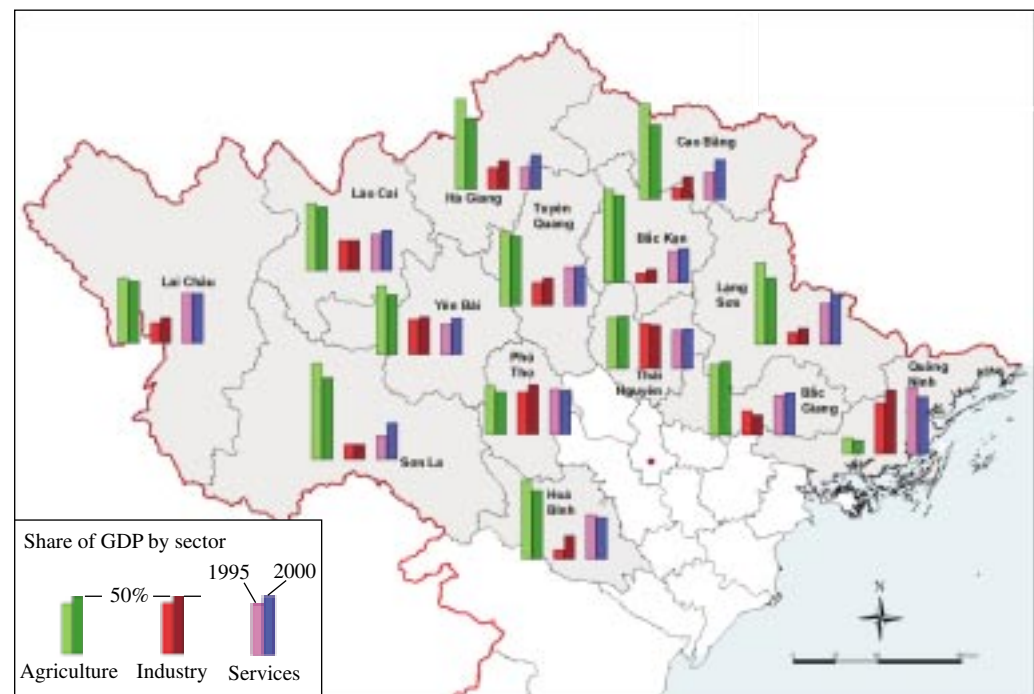 Cao Bằng
Hà Giang
Lào Cai
Tuyên
Quang
Bắc Kạn
Lai Châu
Lạng
Sơn
Yên Bái
Phú
Thọ
Thái
Nguyên
Quảng
Ninh
Bắc
Giang
Sơn La
Hoà
Bình
Share of GDP by sector
1995
2000
50%
Agriculture
Industry
Services
N